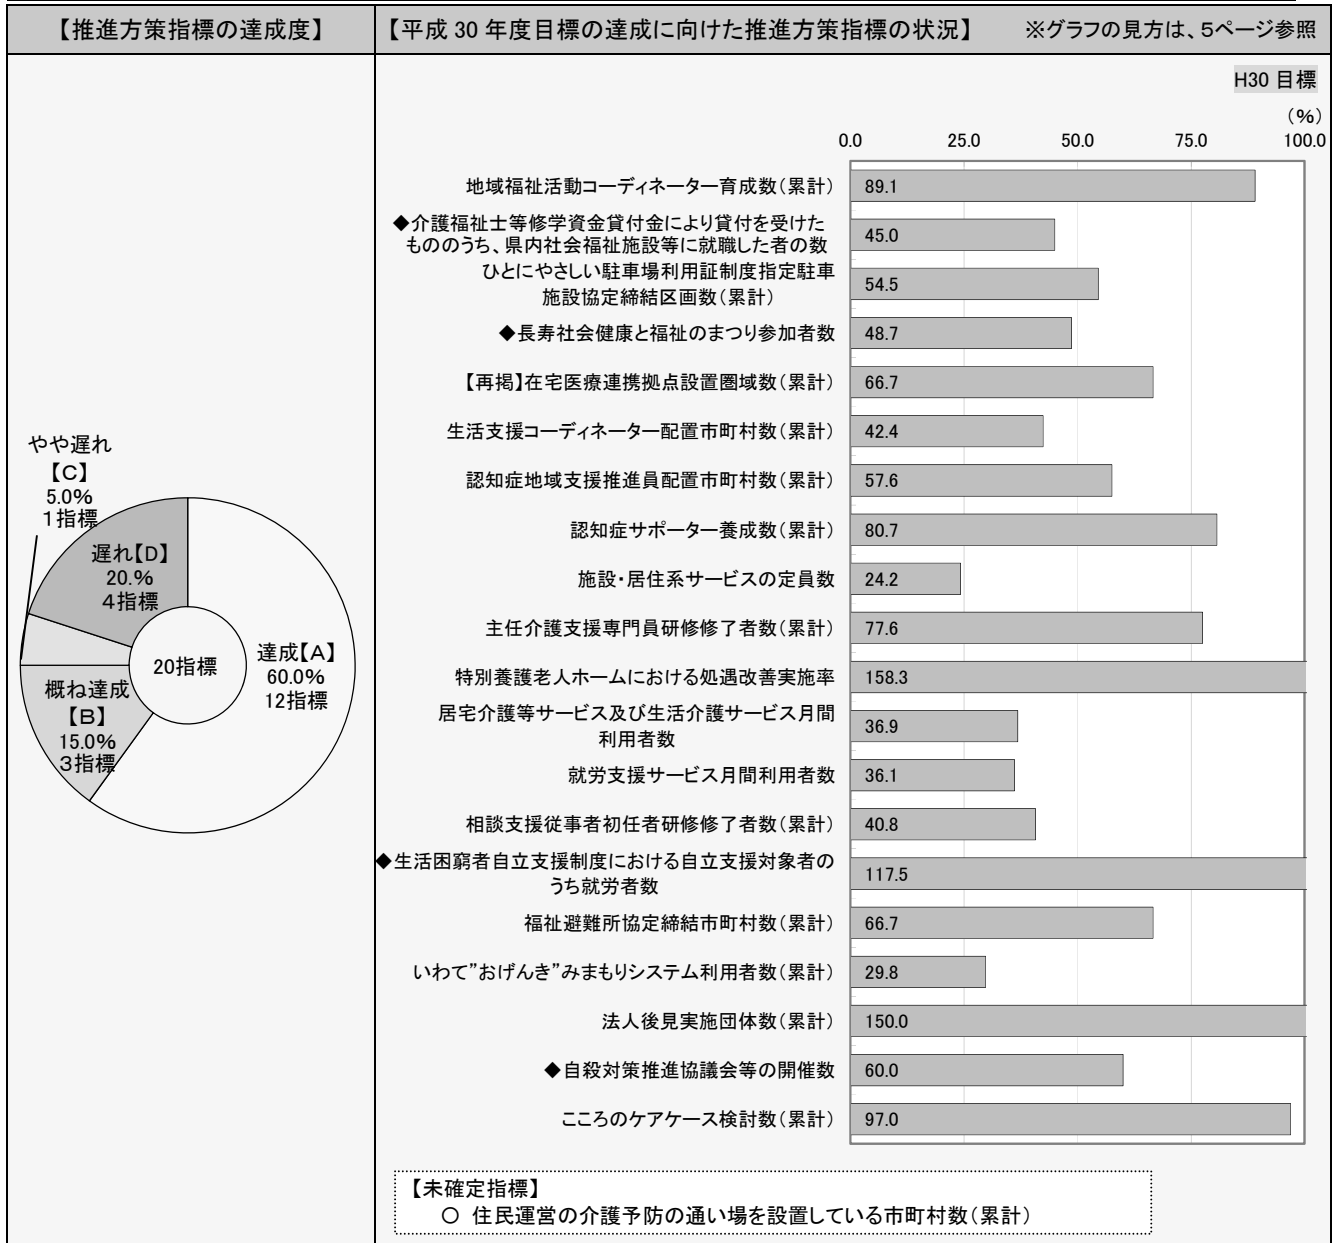 【推進方策指標の達成度】
【平成 30 年度目標の達成に向けた推進方策指標の状況】 ※グラフの見方は、5ページ参照
やや遅れ
【C】
5.0%
1指標
遅れ【D】
20.%
4指標
20指標
達成【A】
60.0%
12指標
概ね達成
【B】
15.0%
3指標
H30 目標
（%）
0.0 25.0 50.0 75.0 100.0
地域福祉活動コーディネーター育成数（累計） 89.1
◆介護福祉士等修学資金貸付金により貸付を受けた
もののうち、県内社会福祉施設等に就職した者の数 45.0
ひとにやさしい駐車場利用証制度指定駐車
施設協定締結区画数（累計） 54.5
◆長寿社会健康と福祉のまつり参加者数 48.7
【再掲】在宅医療連携拠点設置圏域数（累計） 66.7
生活支援コーディネーター配置市町村数（累計） 42.4
認知症地域支援推進員配置市町村数（累計） 57.6
認知症サポーター養成数（累計） 80.7
施設・居住系サービスの定員数 24.2
主任介護支援専門員研修修了者数（累計） 77.6
特別養護老人ホームにおける処遇改善実施率 158.3
居宅介護等サービス及び生活介護サービス月間
利用者数 36.9
就労支援サービス月間利用者数 36.1
相談支援従事者初任者研修修了者数（累計） 40.8
◆生活困窮者自立支援制度における自立支援対象者の
うち就労者数 117.5
福祉避難所協定締結市町村数（累計） 66.7
いわて”おげんき”みまもりシステム利用者数（累計） 29.8
法人後見実施団体数（累計） 150.0
◆自殺対策推進協議会等の開催数 60.0
こころのケアケース検討数（累計） 97.0
【未確定指標】
○ 住民運営の介護予防の通い場を設置している市町村数（累計）